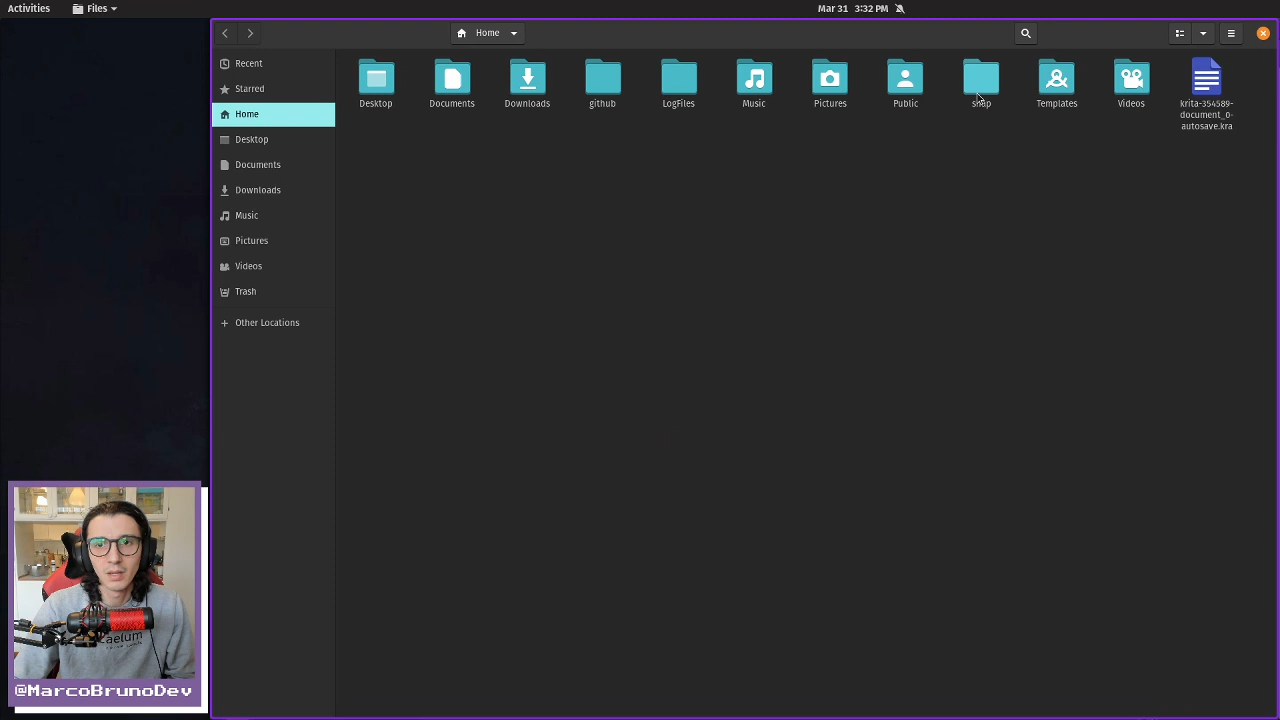 Activities
Files
Mar 31 3:32 PM
Home
Recent
Starred
Home
Desktop
Documents
Downloads
Music
Pictures
Videos
Trash
Other Locations
Desktop
Documents
Downloads
github
LogFiles
Music
Pictures
Public
snap
Templates
Videos
krita-354589-
document_0-
autosave.kra
Caelum
@MarcoBrunoDev